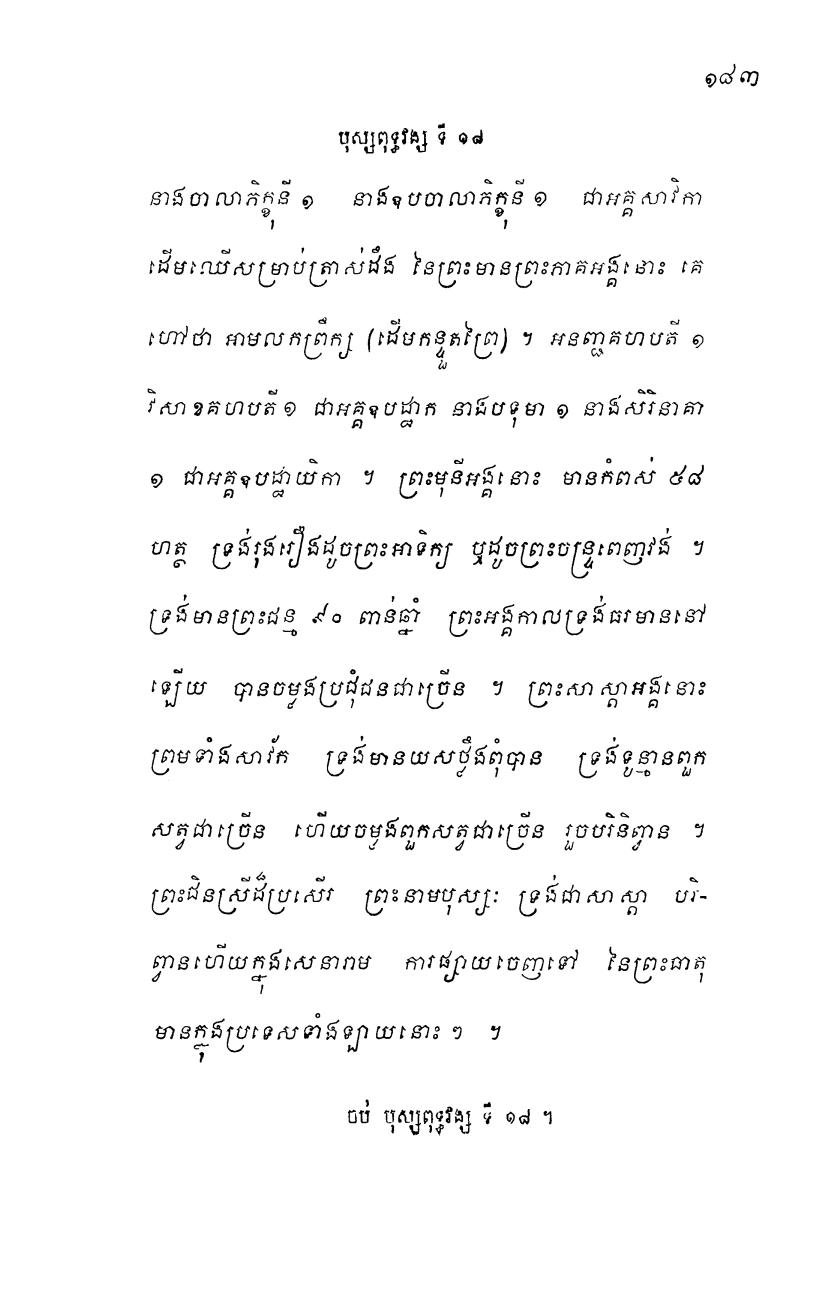 ១៨៣
បុស្សពុទ្ធវង្ស ទី ១៨
នាងចាលាភិក្ខុនី ១ នាងឧបចាលាភិក្ខុនី ១ ជាអគ្គសាវិកា
ដើមឈើសម្រាប់ត្រាស់ដឹង នៃព្រះមានព្រះភាគអង្គនោះ គេ
ហៅថា អាមលកព្រឹក្ស (ដើមកន្ទួតព្រៃ) ។ អនញ្ជគហបតី ១
វិសាខគហបតី ១ ជាអគ្គឧបដ្ឋាក នាងបទុមា ១ នាងសិរិនាគា
១ ជាអគ្គឧបដ្ឋាយិកា ។ ព្រះមុនីអង្គនោះ មានកំពស់ ៥៨
ហត្ថ ទ្រង់រុងរឿងដូចព្រះអាទិក្យ ឬដូចព្រះចន្ទ្រពេញវង់ ។
ទ្រង់មានព្រះជន្ម ៩០ ពាន់ឆ្នាំ ព្រះអង្គកាលទ្រង់ធរមាននៅ
ឡើយ បានចម្លងប្រជុំជនជាច្រើន ។ ព្រះសាស្តាអង្គនោះ
ព្រមទាំងសាវ័ក ទ្រង់មានយសថ្លឹងពុំបាន ទ្រង់ទូន្មានពួក
សត្វជាច្រើន ហើយចម្លងពួកសត្វជាច្រើន រួចបរិនិព្វាន ។
ព្រះជិនស្រីដ៏ប្រសើរ ព្រះនាមបុស្សៈ ទ្រង់ជាសាស្តា បរិ-
ព្វានហើយក្នុងសេនារាម ការផ្សាយចេញទៅ នៃព្រះធាតុ
មានក្នុងប្រទេសទាំងឡាយនោះ ៗ ។
ចប់ បុស្សពុទ្ធវង្ស ទី ១៨ ។